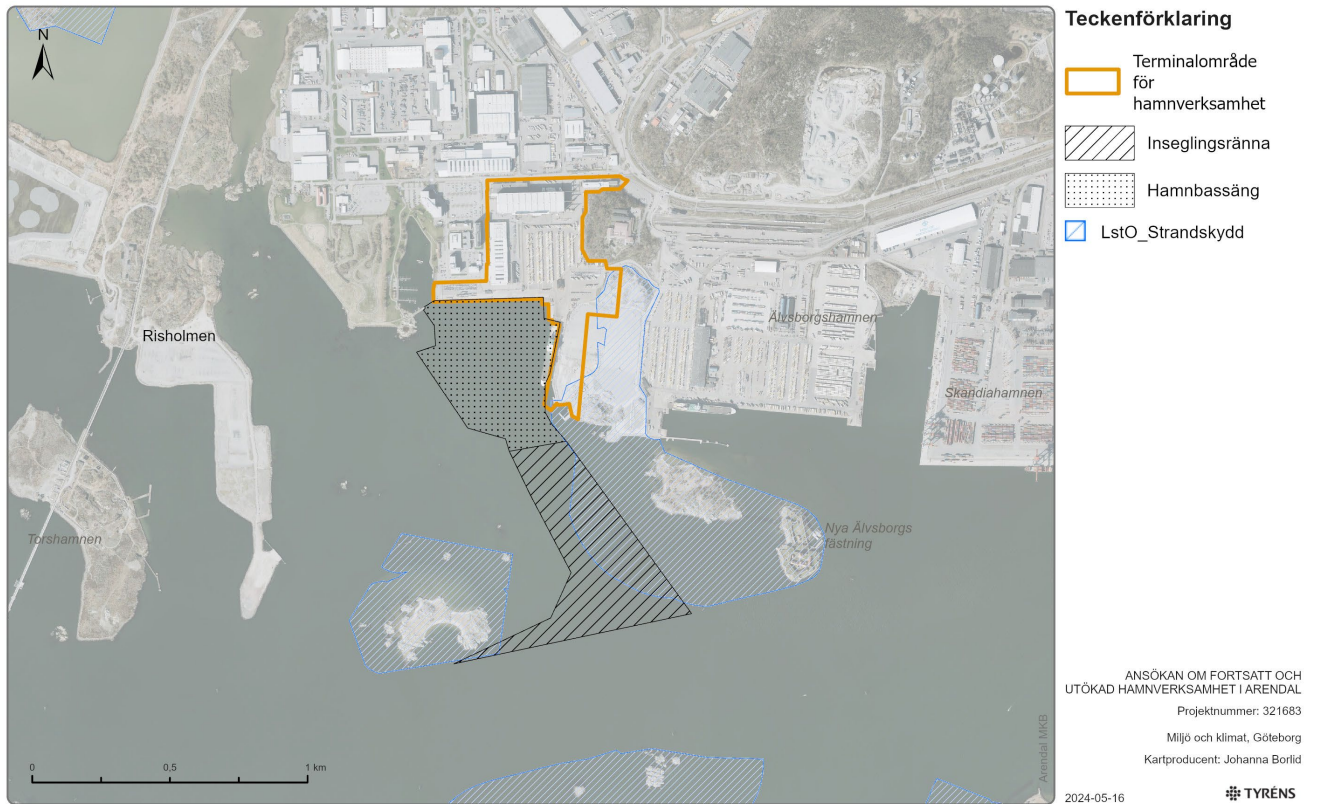 N
Risholmen
Älvsborgshamnen
Skandiahamnen
Torshamnen
Nya Älvsborgs
fästning
0
0,5
1 km
Arendal MKB
Teckenförklaring
Terminalområde
för
hamnverksamhet
Inseglingsränna
Hamnbassäng
LstO_Strandskydd
ANSÖKAN OM FORTSATT OCH
UTÖKAD HAMNVERKSAMHET I ARENDAL
Projektnummer: 321683
Miljö och klimat, Göteborg
Kartproducent: Johanna Borlid
2024-05-16
TYRÉNS